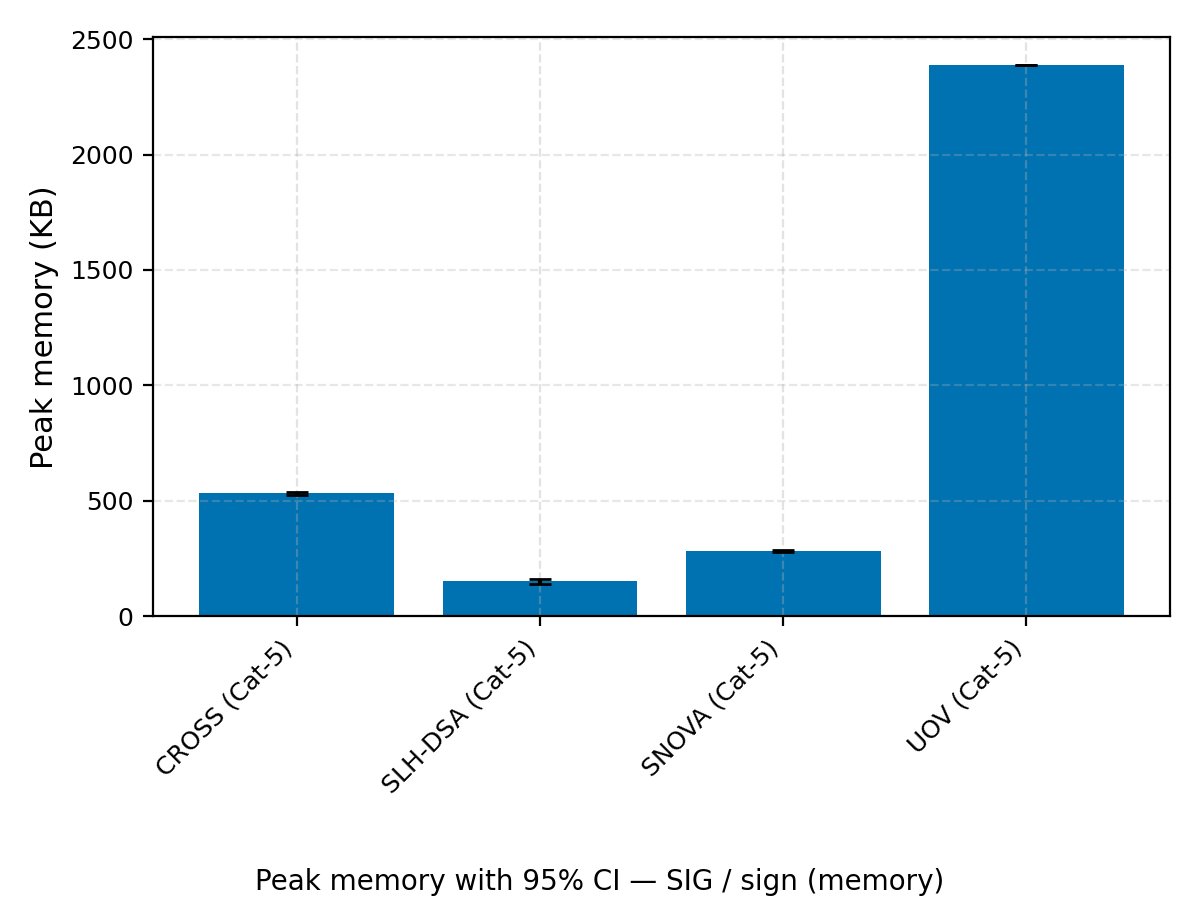 2500
2000
1500
1000
500
0
Peak memory (KB)
CROSS (Cat-5)
SLH-DSA (Cat-5)
SNOVA (Cat-5)
UOV (Cat-5)
Peak memory with 95% CI — SIG / sign (memory)